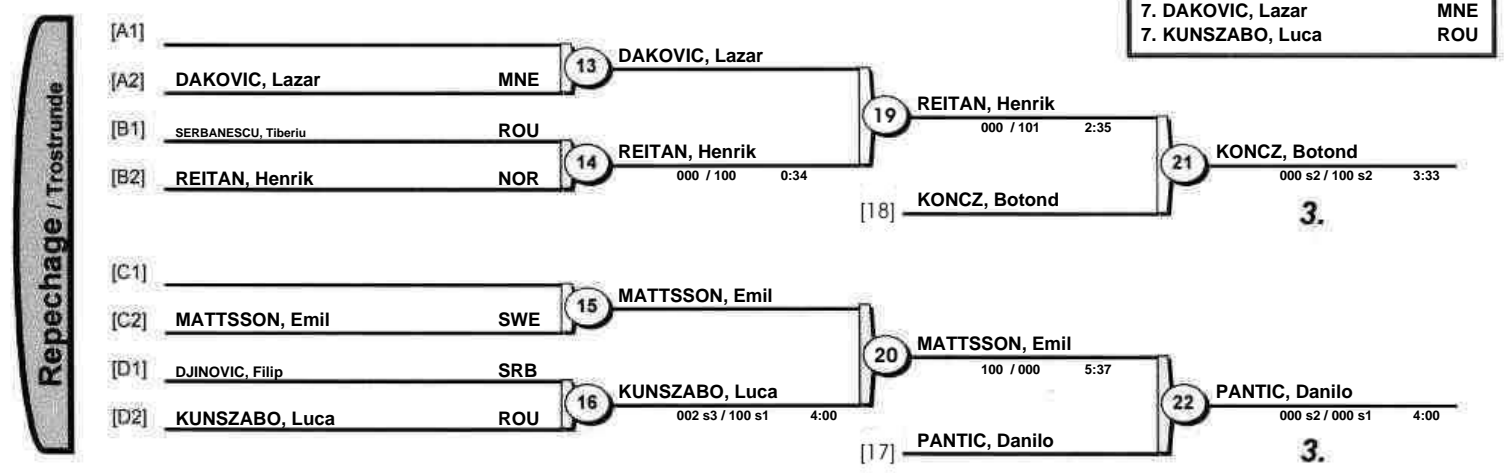 7. DAKOVIC, Lazar MNE
7. KUNSZABO, Luca ROU
Repechage / Trostrunde
[A1]
13 DAKOVIC, Lazar
[A2] DAKOVIC, Lazar MNE
19 REITAN, Henrik
000 / 101 2:35
[B1] SERBANESCU, Tiberiu ROU
14 REITAN, Henrik
000 / 100 0:34
21 KONCZ, Botond
000 s2 / 100 s2 3:33
[B2] REITAN, Henrik NOR
[18] KONCZ, Botond
3.
[C1]
15 MATTSSON, Emil
[C2] MATTSSON, Emil SWE
20 MATTSSON, Emil
100 / 000 5:37
[D1] DJINOVIC, Filip SRB
16 KUNSZABO, Luca
002 s3 / 100 s1 4:00
22 PANTIC, Danilo
000 s2 / 000 s1 4:00
[D2] KUNSZABO, Luca ROU
[17] PANTIC, Danilo
3.